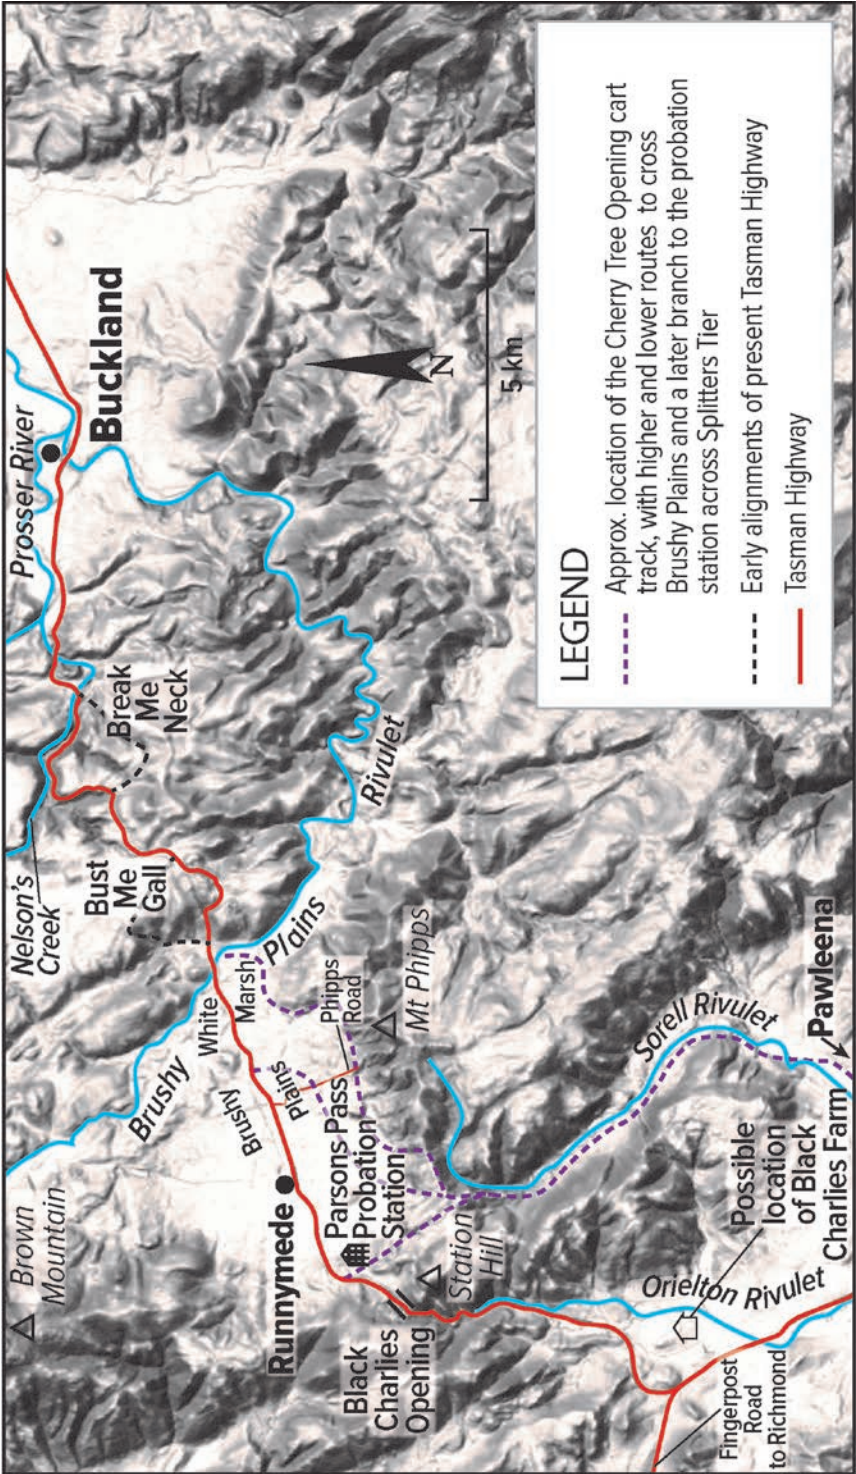 Brown
Mountain
Nelson's
Creek
Prosser River
Buckland
Break
Me
Neck
Bust
Me
Gall
Brushy
Plains
Rivulet
White
Marsh
Brushy
Plains
Phipps
Road
Mt Phipps
Runnymede
Parsons Pass
Probation
Station
Black
Charlies
Opening
Station
Hill
Sorell Rivulet
Pawleena
Orielton Rivulet
Possible
location
of Black
Charlies Farm
Fingerpost
Road
to Richmond
N
5 km
LEGEND
Approx. location of the Cherry Tree Opening cart
track, with higher and lower routes to cross
Brushy Plains and a later branch to the probation
station across Splitters Tier
Early alignments of present Tasman Highway
Tasman Highway